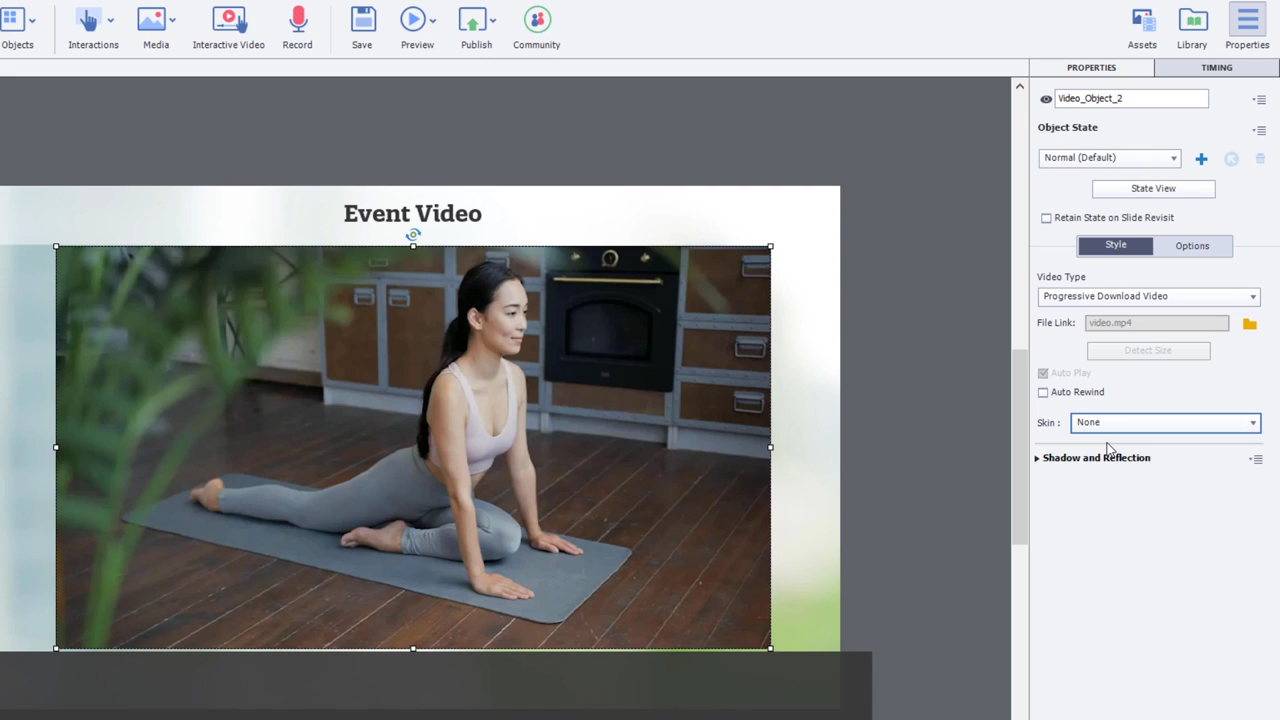 Objects
Interactions
Media
Interactive Video
Record
Save
Preview
Publish
Community
Assets
Library
Properties
PROPERTIES
TIMING
Video_Object_2
Object State
Normal (Default)
State View
Retain State on Slide Revisit
Style
Options
Video Type
Progressive Download Video
File Link:
video.mp4
Detect Size
Auto Play
Auto Rewind
Skin :
None
Shadow and Reflection
Event Video